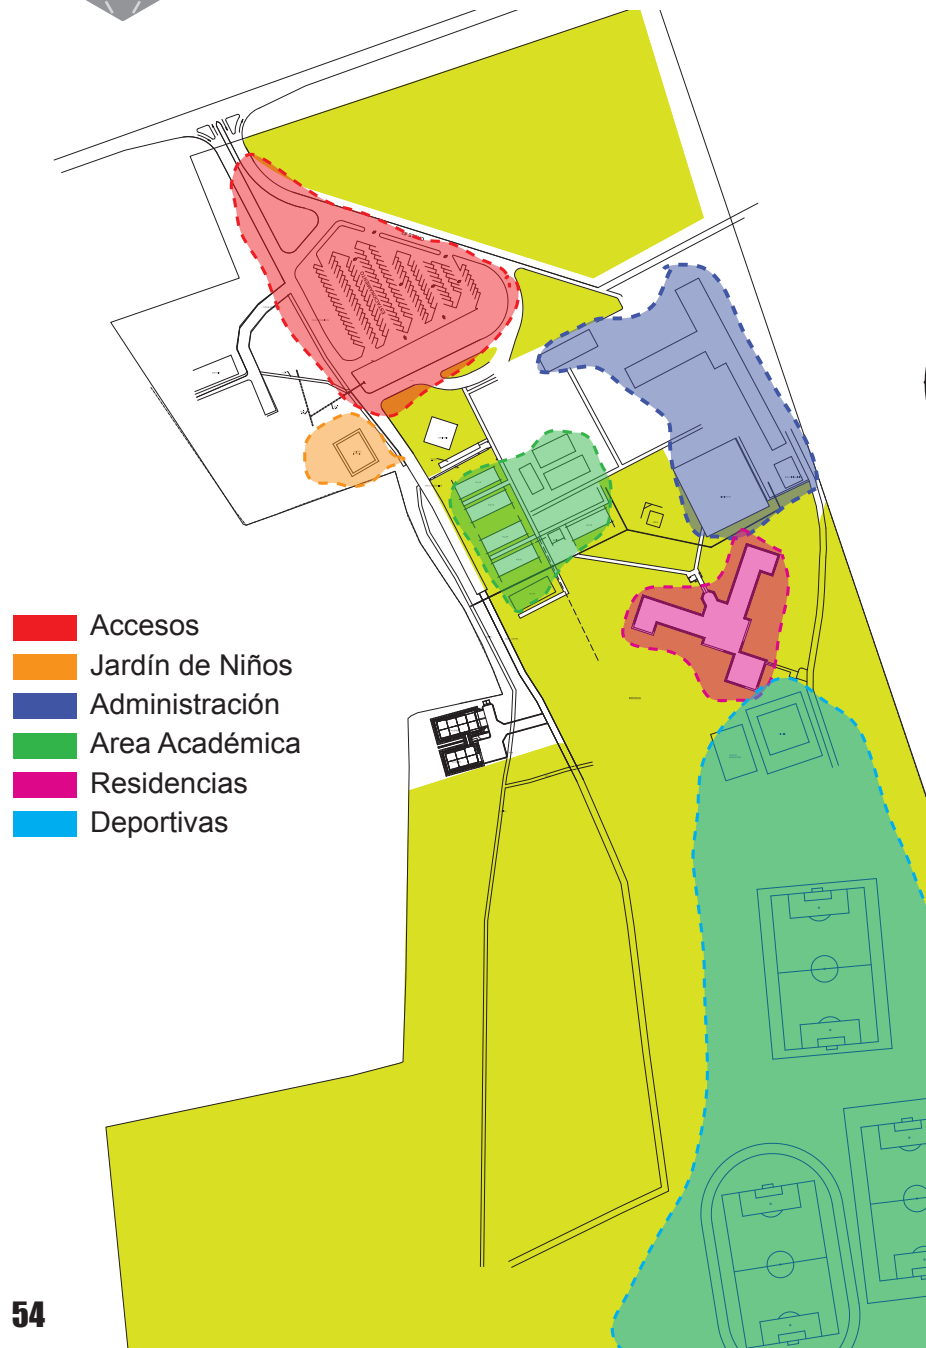 Accesos
Jardín de Niños
Administración
Area Académica
Residencias
Deportivas
54